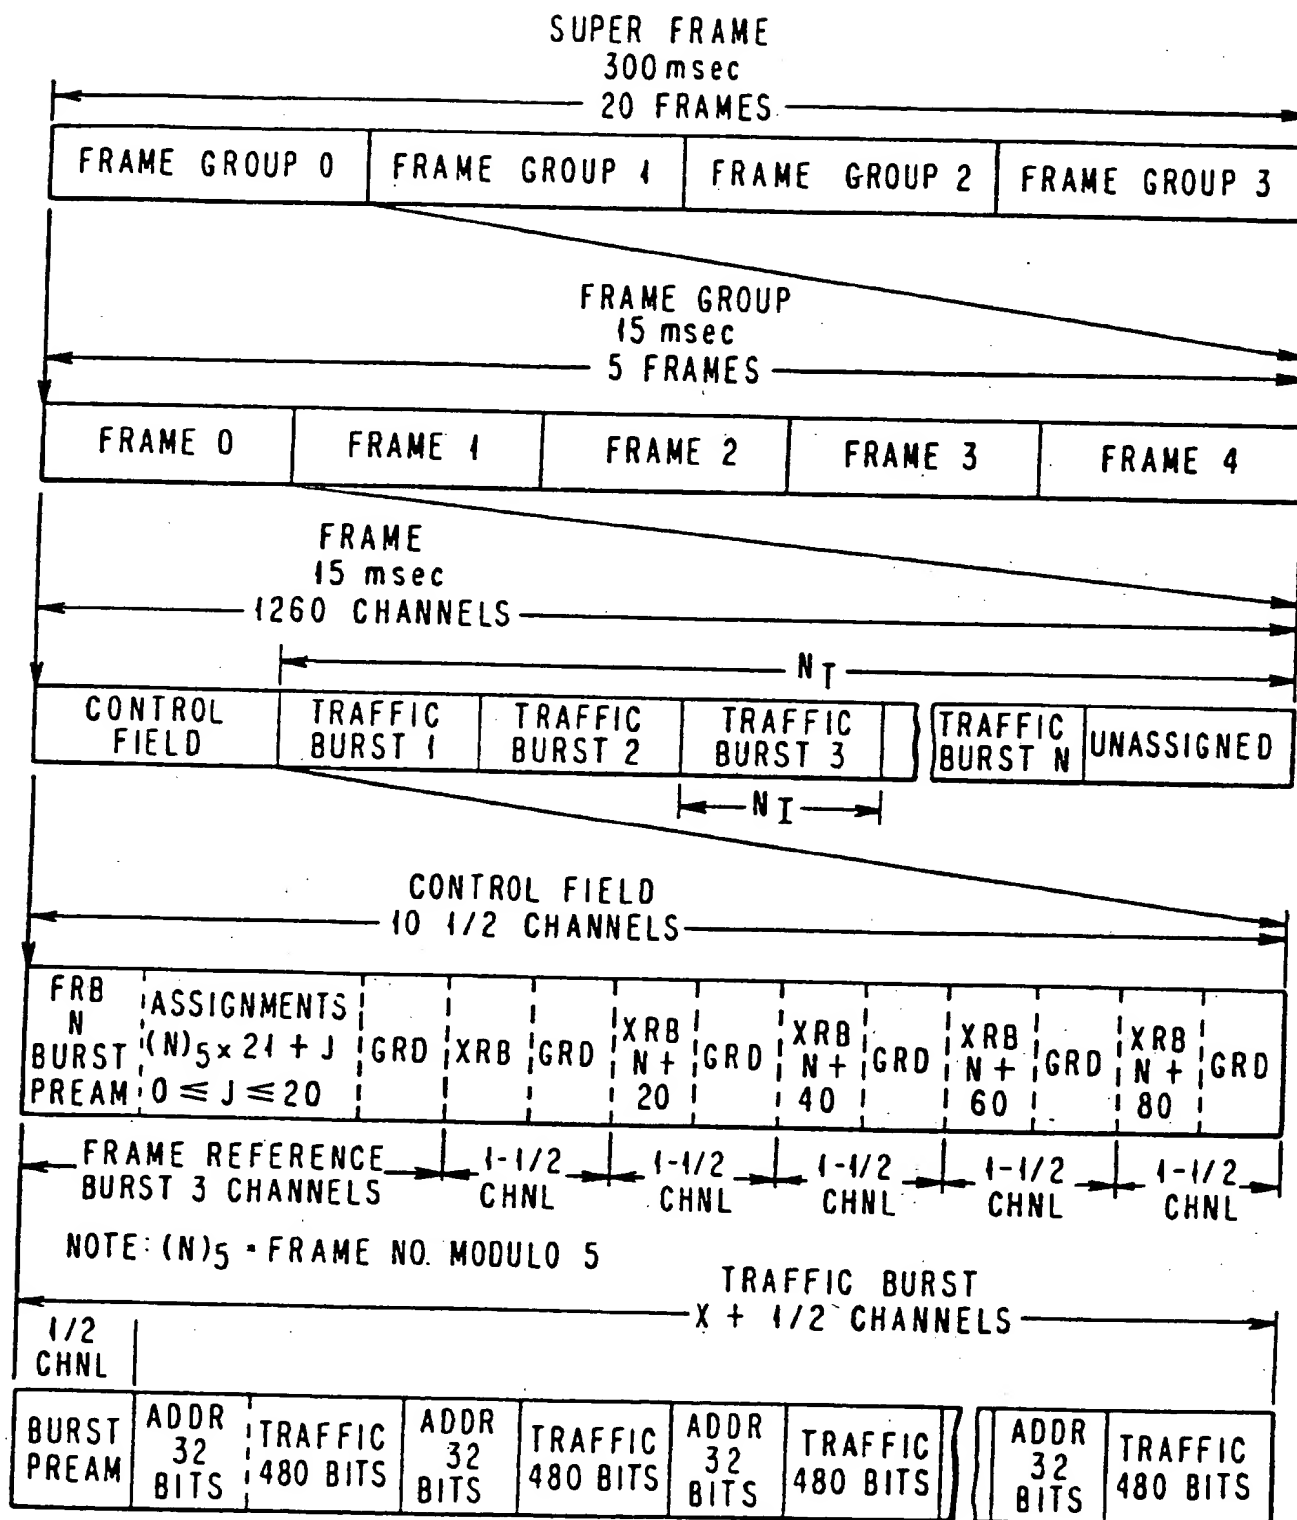 SUPER FRAME
300 msec
20 FRAMES
FRAME GROUP 0
FRAME GROUP 1
FRAME GROUP 2
FRAME GROUP 3
FRAME GROUP
15 msec
5 FRAMES
FRAME 0
FRAME 1
FRAME 2
FRAME 3
FRAME 4
FRAME
15 msec
1260 CHANNELS
NT
CONTROL
FIELD
TRAFFIC
BURST 1
TRAFFIC
BURST 2
TRAFFIC
BURST 3
TRAFFIC
BURST N
UNASSIGNED
NI
CONTROL FIELD
10 1/2 CHANNELS
FRB
N
BURST
PREAM
ASSIGNMENTS
(N)5 x 21 + J
0 ≤ J ≤ 20
GRD
XRB
GRD
XRB
N +
20
GRD
XRB
N +
40
GRD
XRB
N +
60
GRD
XRB
N +
80
GRD
FRAME REFERENCE
BURST 3 CHANNELS
1-1/2
CHNL
1-1/2
CHNL
1-1/2
CHNL
1-1/2
CHNL
1-1/2
CHNL
NOTE: (N)5 = FRAME NO. MODULO 5
TRAFFIC BURST
X + 1/2 CHANNELS
1/2
CHNL
BURST
PREAM
ADDR
32
BITS
TRAFFIC
480 BITS
ADDR
32
BITS
TRAFFIC
480 BITS
ADDR
32
BITS
TRAFFIC
480 BITS
ADDR
32
BITS
TRAFFIC
480 BITS